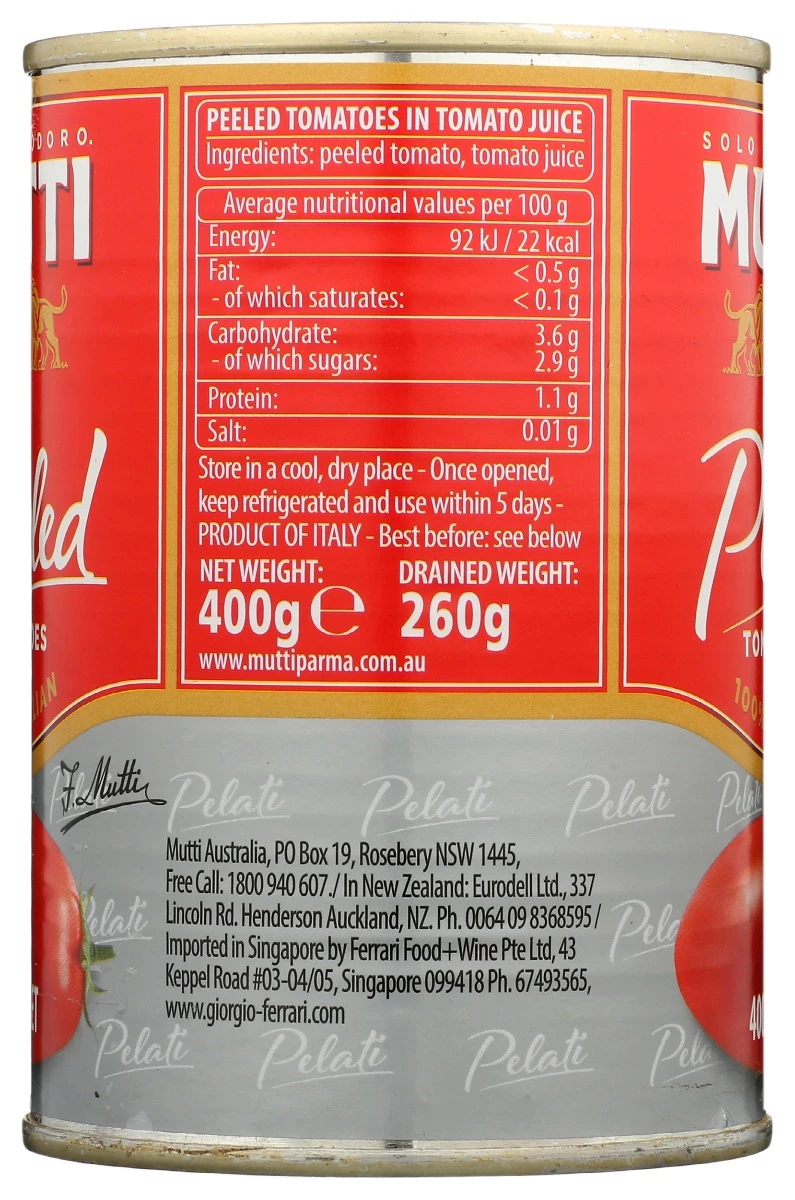 PEELED TOMATOES IN TOMATO JUICE
Ingredients: peeled tomato, tomato juice
Average nutritional values per 100 g
Energy: 92 kJ / 22 kcal
Fat: < 0.5 g
- of which saturates: < 0.1 g
Carbohydrate: 3.6 g
- of which sugars: 2.9 g
Protein: 1.1 g
Salt: 0.01 g
Store in a cool, dry place - Once opened,
keep refrigerated and use within 5 days -
PRODUCT OF ITALY - Best before: see below
NET WEIGHT: DRAINED WEIGHT:
400g e 260g
www.muttiparma.com.au
SOLO
F. Mutti
Pelati Pelati Pelati
Mutti Australia, PO Box 19, Rosebery NSW 1445,
Free Call: 1800 940 607./ In New Zealand: Eurodell Ltd., 337
Lincoln Rd. Henderson Auckland, NZ. Ph. 0064 09 8368595 /
Imported in Singapore by Ferrari Food+Wine Pte Ltd, 43
Keppel Road #03-04/05, Singapore 099418 Ph. 67493565,
www.giorgio-ferrari.com
Pelati Pelati Pelati